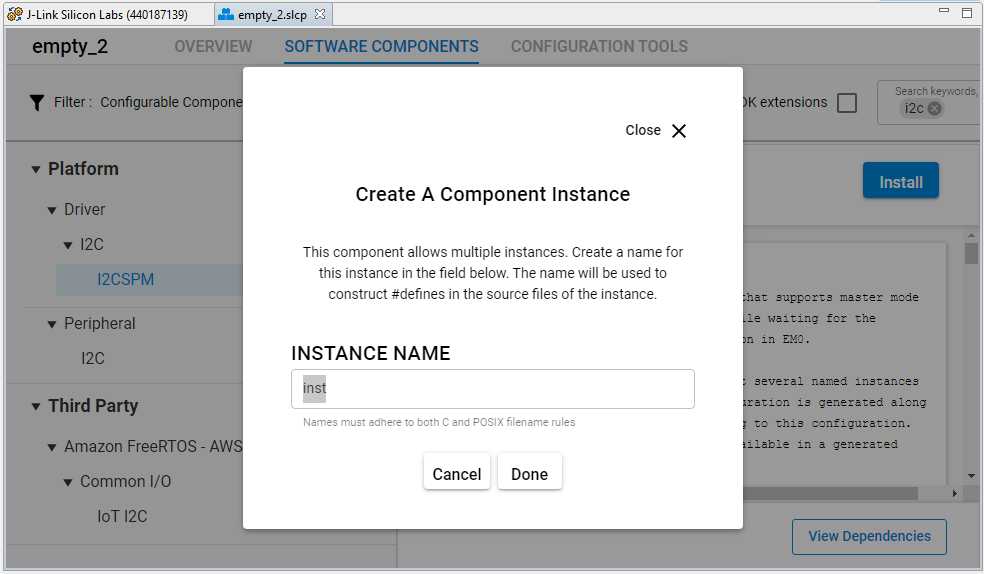 J-Link Silicon Labs (440187139)
empty_2.slcp
empty_2
OVERVIEW
SOFTWARE COMPONENTS
CONFIGURATION TOOLS
Filter :
Configurable Compone
DK extensions
Search keywords,
i2c
Close
Platform
Driver
I2C
I2CSPM
Peripheral
I2C
Third Party
Amazon FreeRTOS - AWS
Common I/O
IoT I2C
Create A Component Instance
This component allows multiple instances. Create a name for
this instance in the field below. The name will be used to
construct #defines in the source files of the instance.
INSTANCE NAME
inst
Names must adhere to both C and POSIX filename rules
Cancel
Done
Install
that supports master mode
le waiting for the
on in EM0.
t several named instances
uration is generated along
g to this configuration.
ailable in a generated
View Dependencies